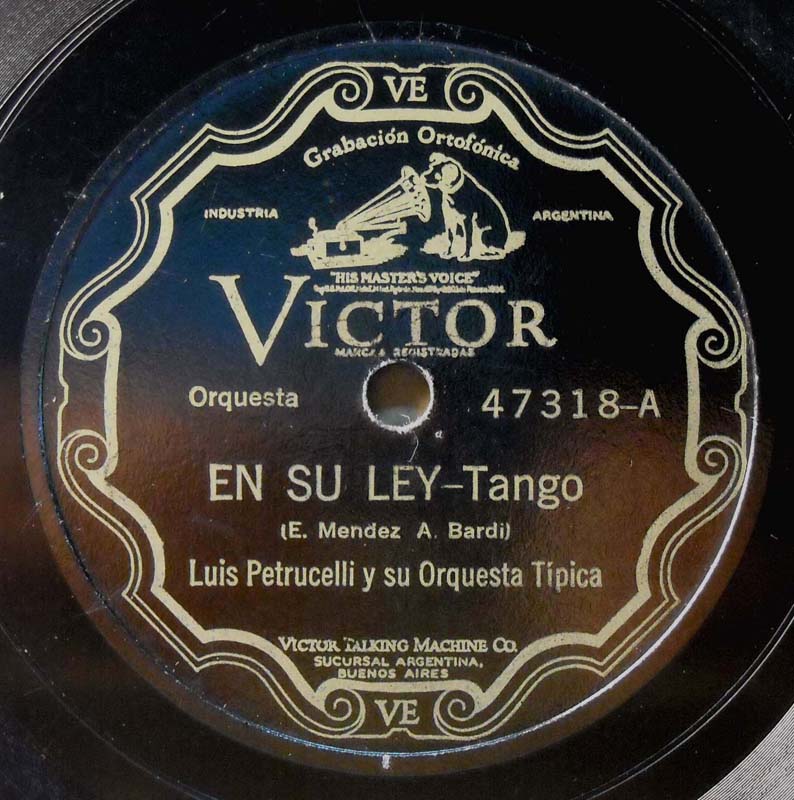 VE
Grabación Ortofónica
INDUSTRIA
ARGENTINA
"HIS MASTER'S VOICE"
VICTOR
MARCAS REGISTRADAS
Orquesta
47318-A
EN SU LEY-Tango
(E. Mendez A. Bardi)
Luis Petrucelli y su Orquesta Típica
VICTOR TALKING MACHINE CO.
SUCURSAL ARGENTINA,
BUENOS AIRES
VE